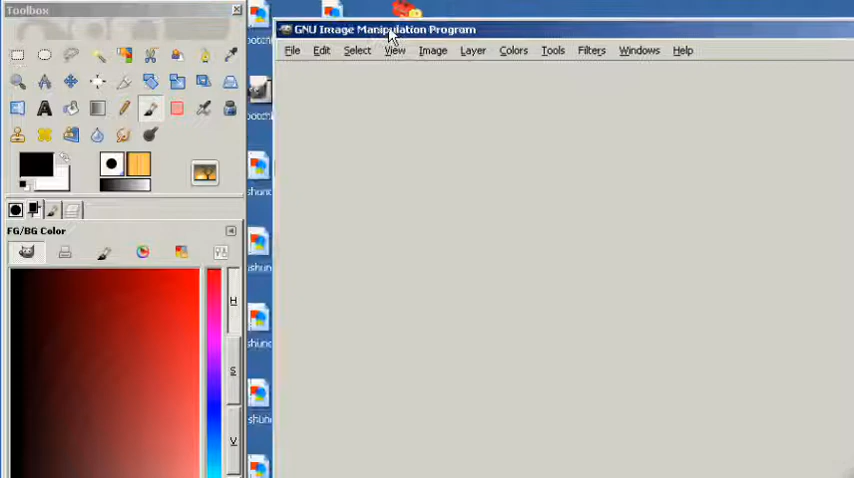 Toolbox
GNU Image Manipulation Program
File Edit Select View Image Layer Colors Tools Filters Windows Help
FG/BG Color
H
S
V